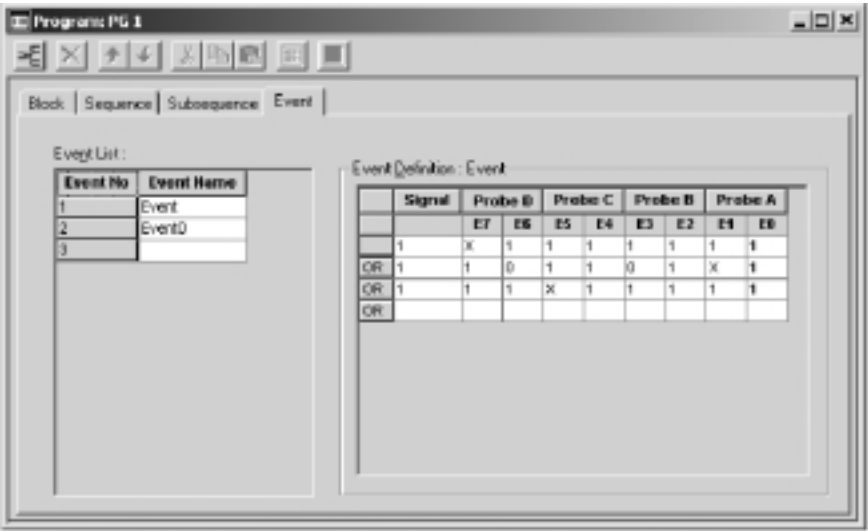 Program: PG 1
Block Sequence Subsequence Event
Event List :
Event No Event Name
1 Event
2 Event0
3
Event Definition : Event
Signal Probe D Probe C Probe B Probe A
E7 E6 E5 E4 E3 E2 E1 E0
1 X 1 1 1 1 1 1 1
OR 1 1 0 1 1 0 1 X 1
OR 1 1 1 X 1 1 1 1 1
OR